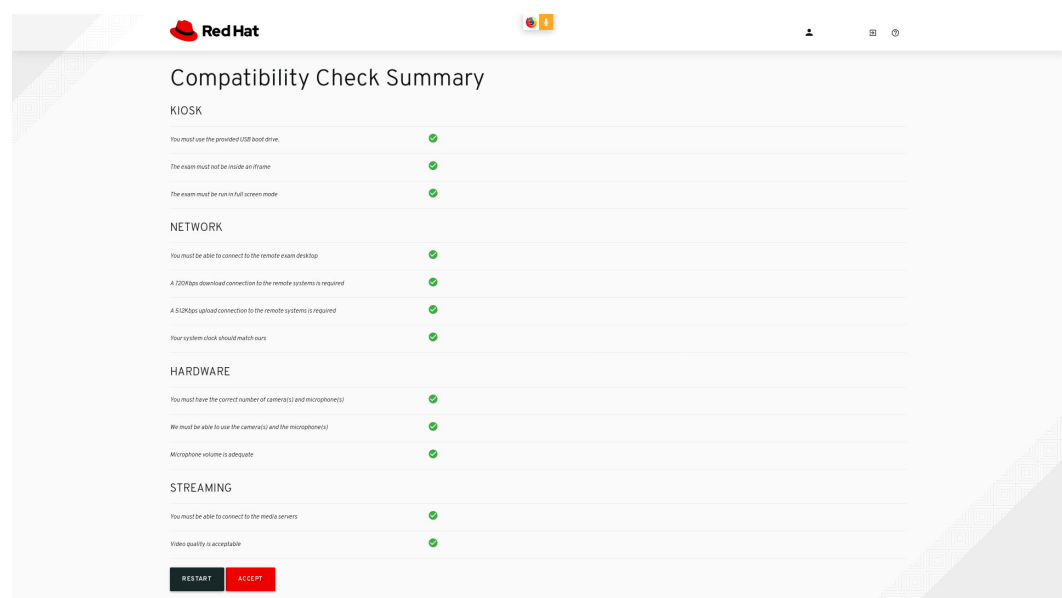 Red Hat
Compatibility Check Summary
KIOSK
You must use the provided USB boot drive.
The exam must not be inside an iframe
The exam must be run in full screen mode
NETWORK
You must be able to connect to the remote exam desktop
A 720Kbps download connection to the remote systems is required
A 512Kbps upload connection to the remote systems is required
Your system clock should match ours
HARDWARE
You must have the correct number of camera(s) and microphone(s)
We must be able to use the camera(s) and the microphone(s)
Microphone volume is adequate
STREAMING
You must be able to connect to the media servers
Video quality is acceptable
RESTART ACCEPT